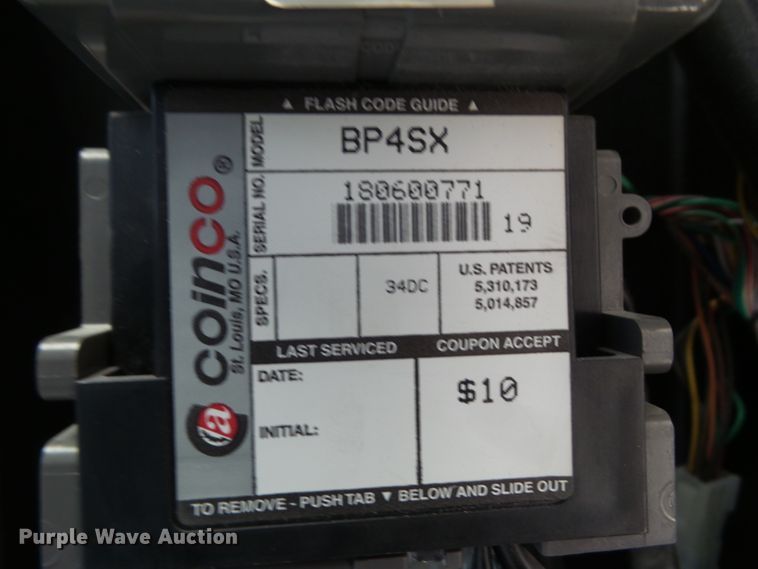 ▲ FLASH CODE GUIDE ▲
MODEL
BP4SX
SERIAL NO.
180600771
19
SPECS.
34DC
U.S. PATENTS
5,310,173
5,014,857
coinco®
St. Louis, MO U.S.A.
LAST SERVICED
COUPON ACCEPT
DATE:
$10
INITIAL:
a
TO REMOVE - PUSH TAB ▼ BELOW AND SLIDE OUT
Purple Wave Auction